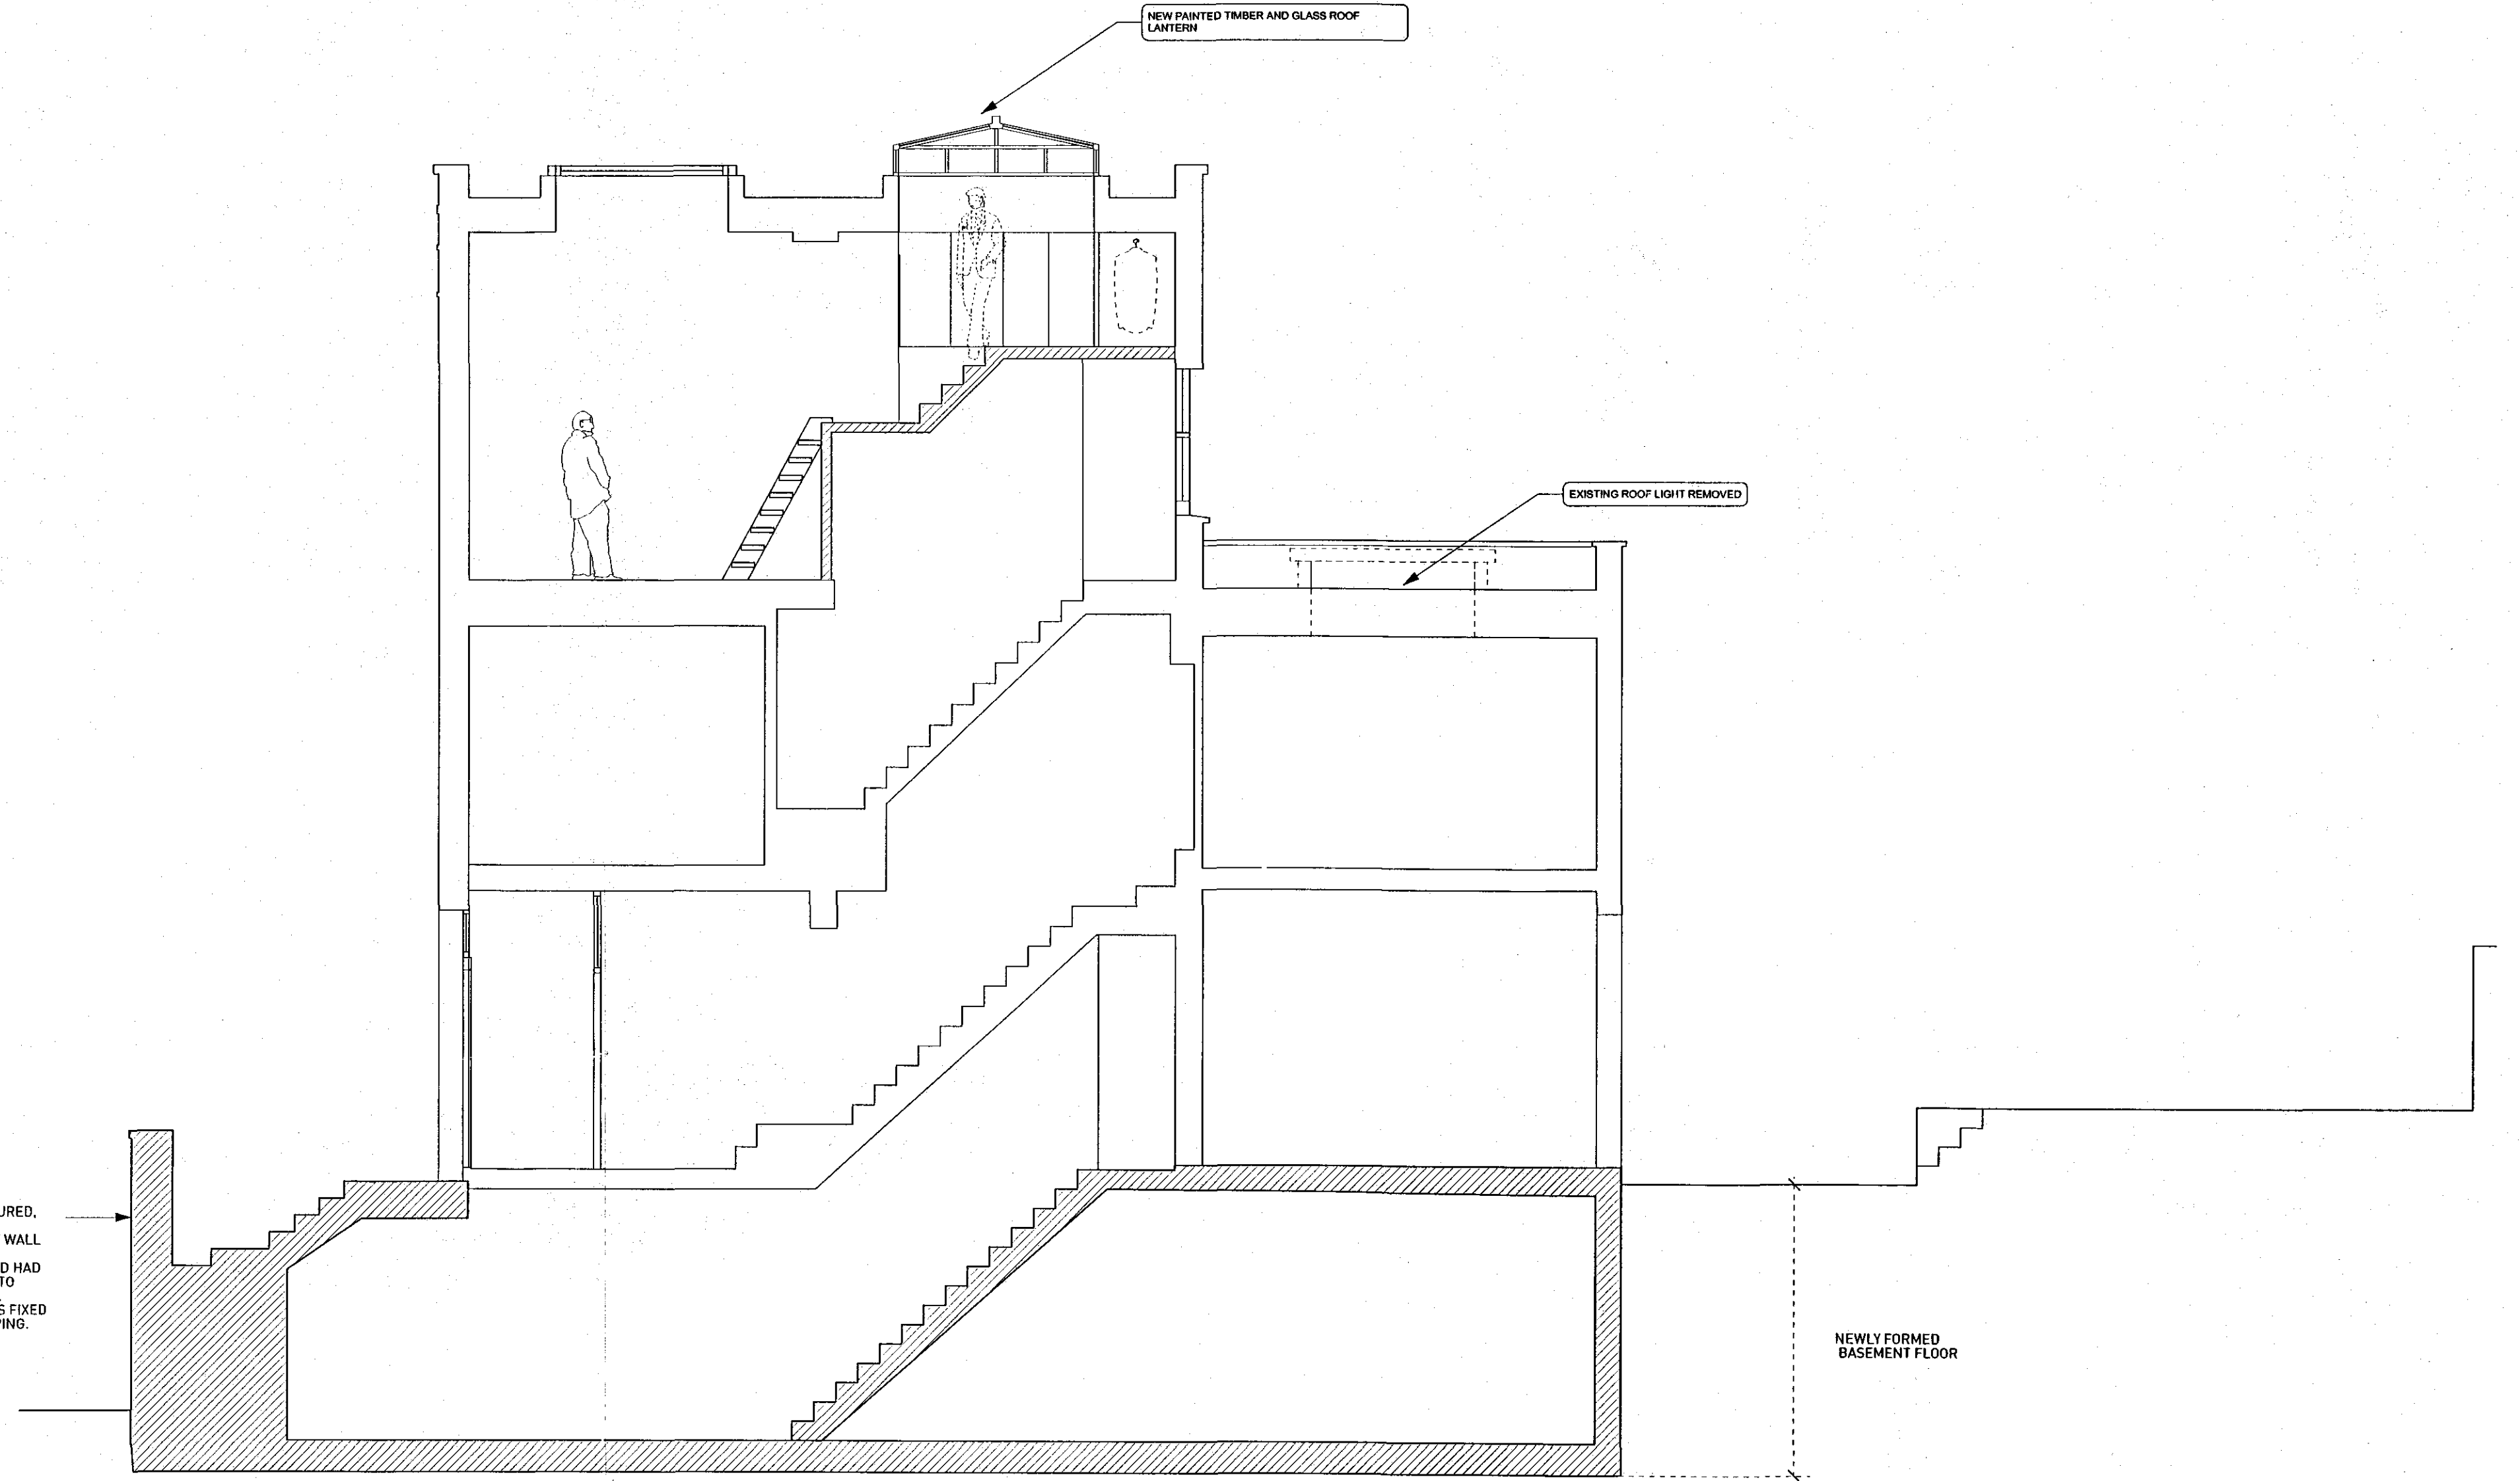 NEW PAINTED TIMBER AND GLASS ROOF
LANTERN
EXISTING ROOF LIGHT REMOVED
URED,
WALL
D HAD
TO
S FIXED
PING.
NEWLY FORMED
BASEMENT FLOOR